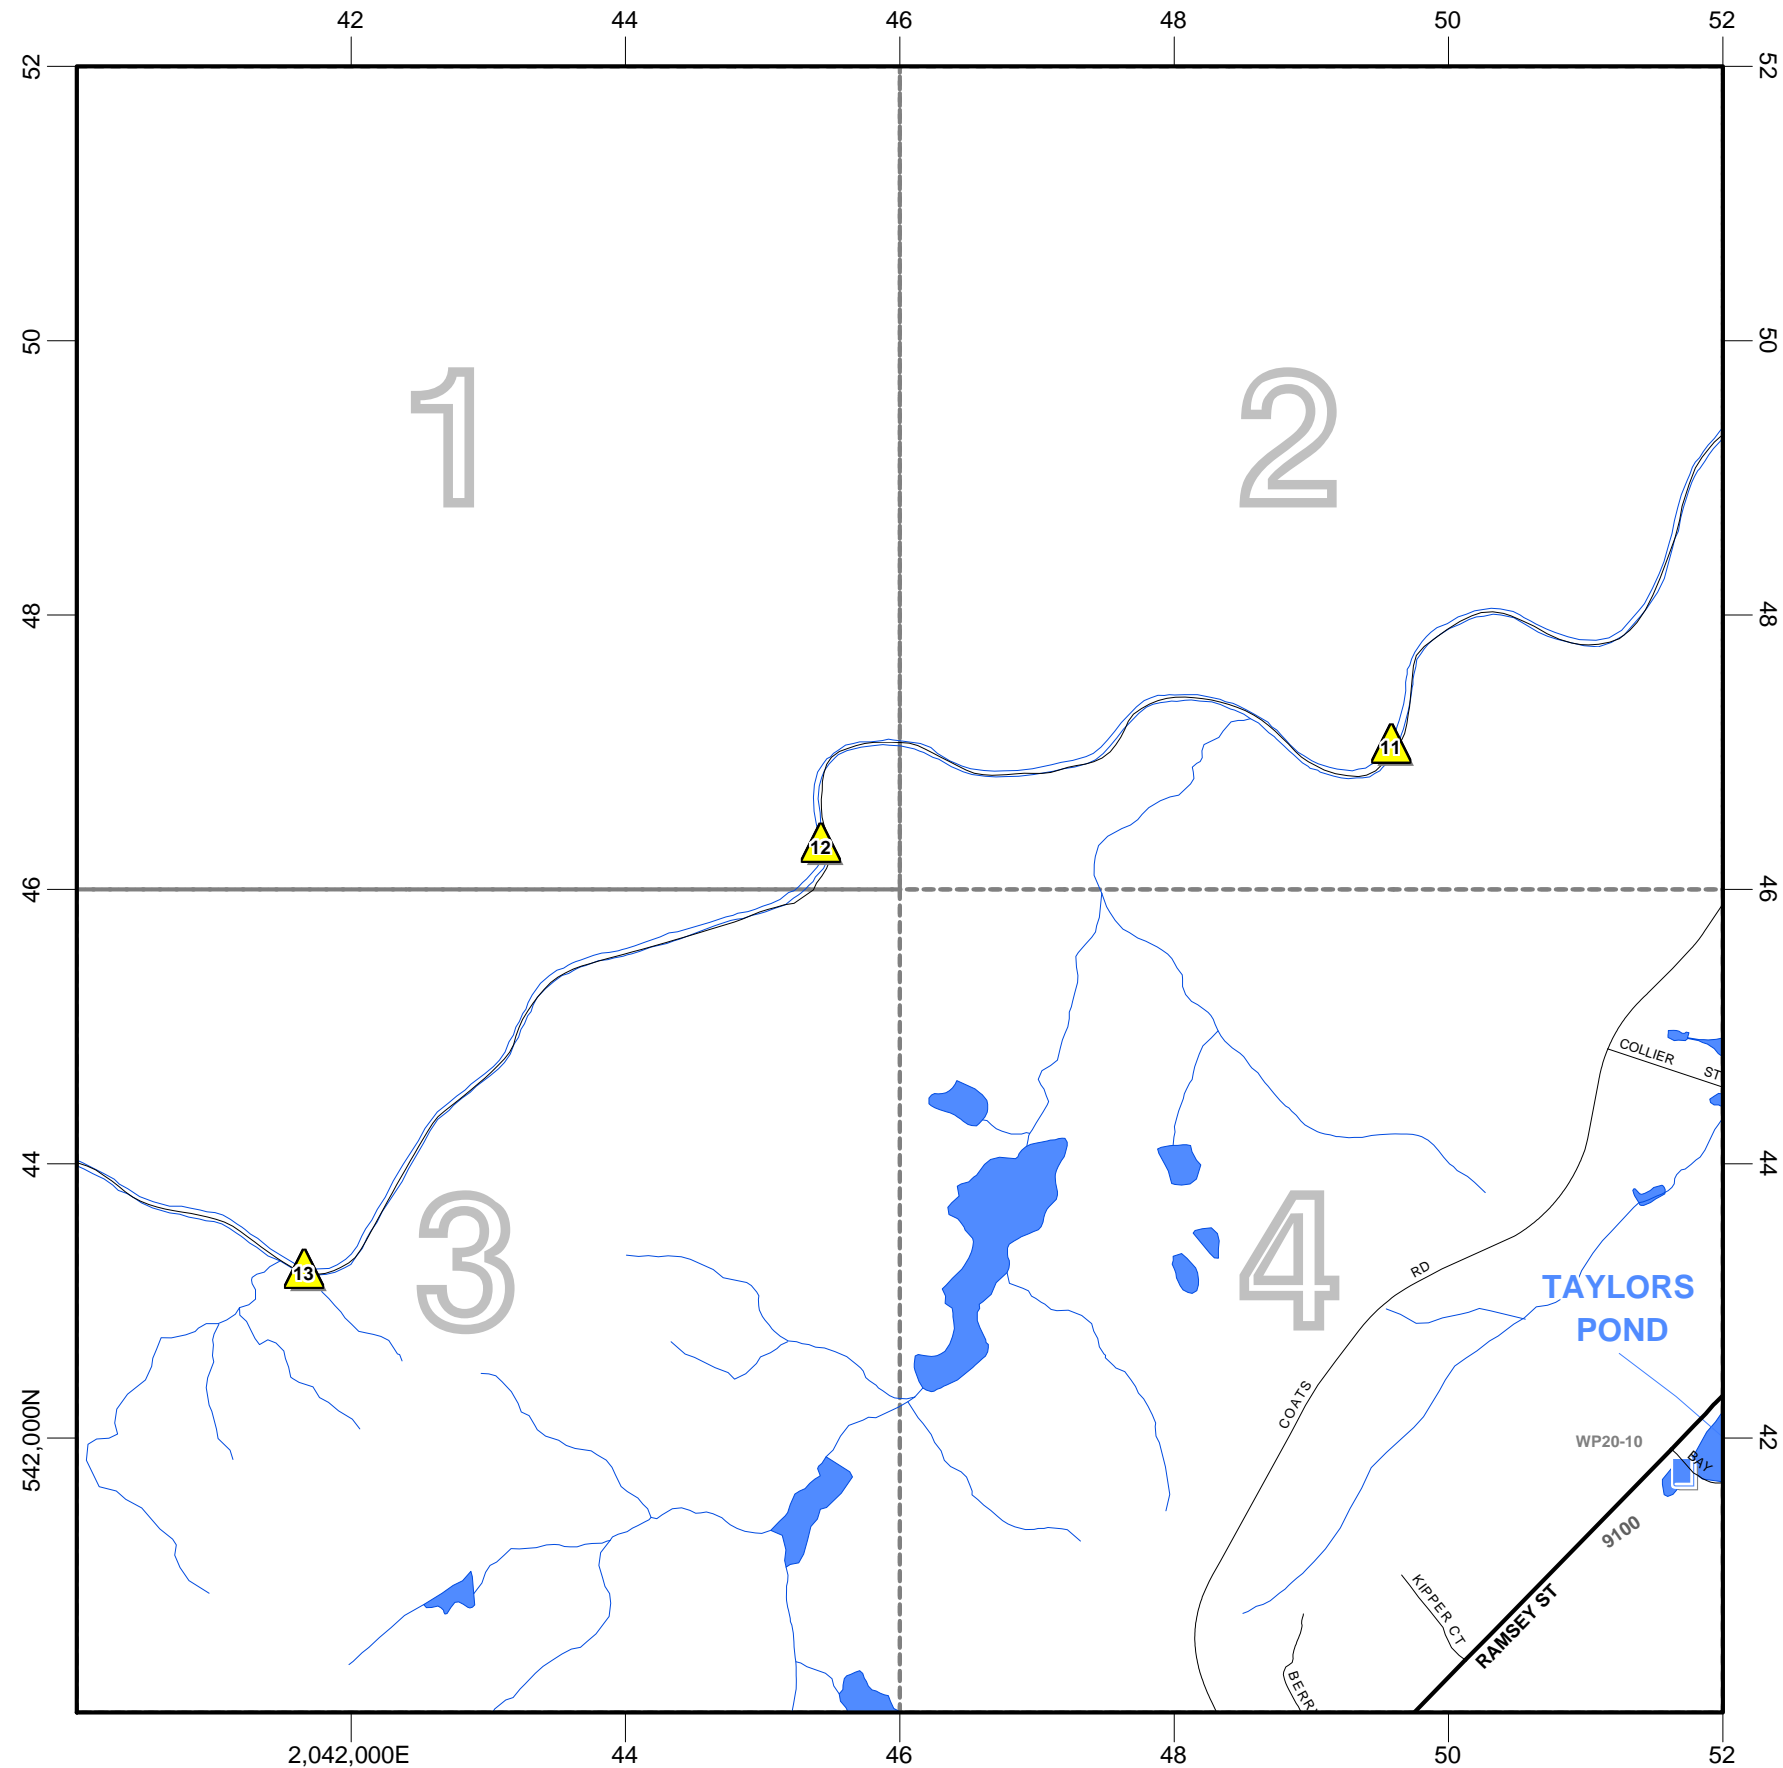 42 44 46 48 50 52
52 52
50 50
1 2
48 48
11
12
46 46
COLLIER ST
44 44
3 4
13
RD
TAYLORS
POND
COATS
542,000N 42
WP20-10
BAY
9100
KIPPER CT
RAMSEY ST
BERR
2,042,000E 44 46 48 50 52